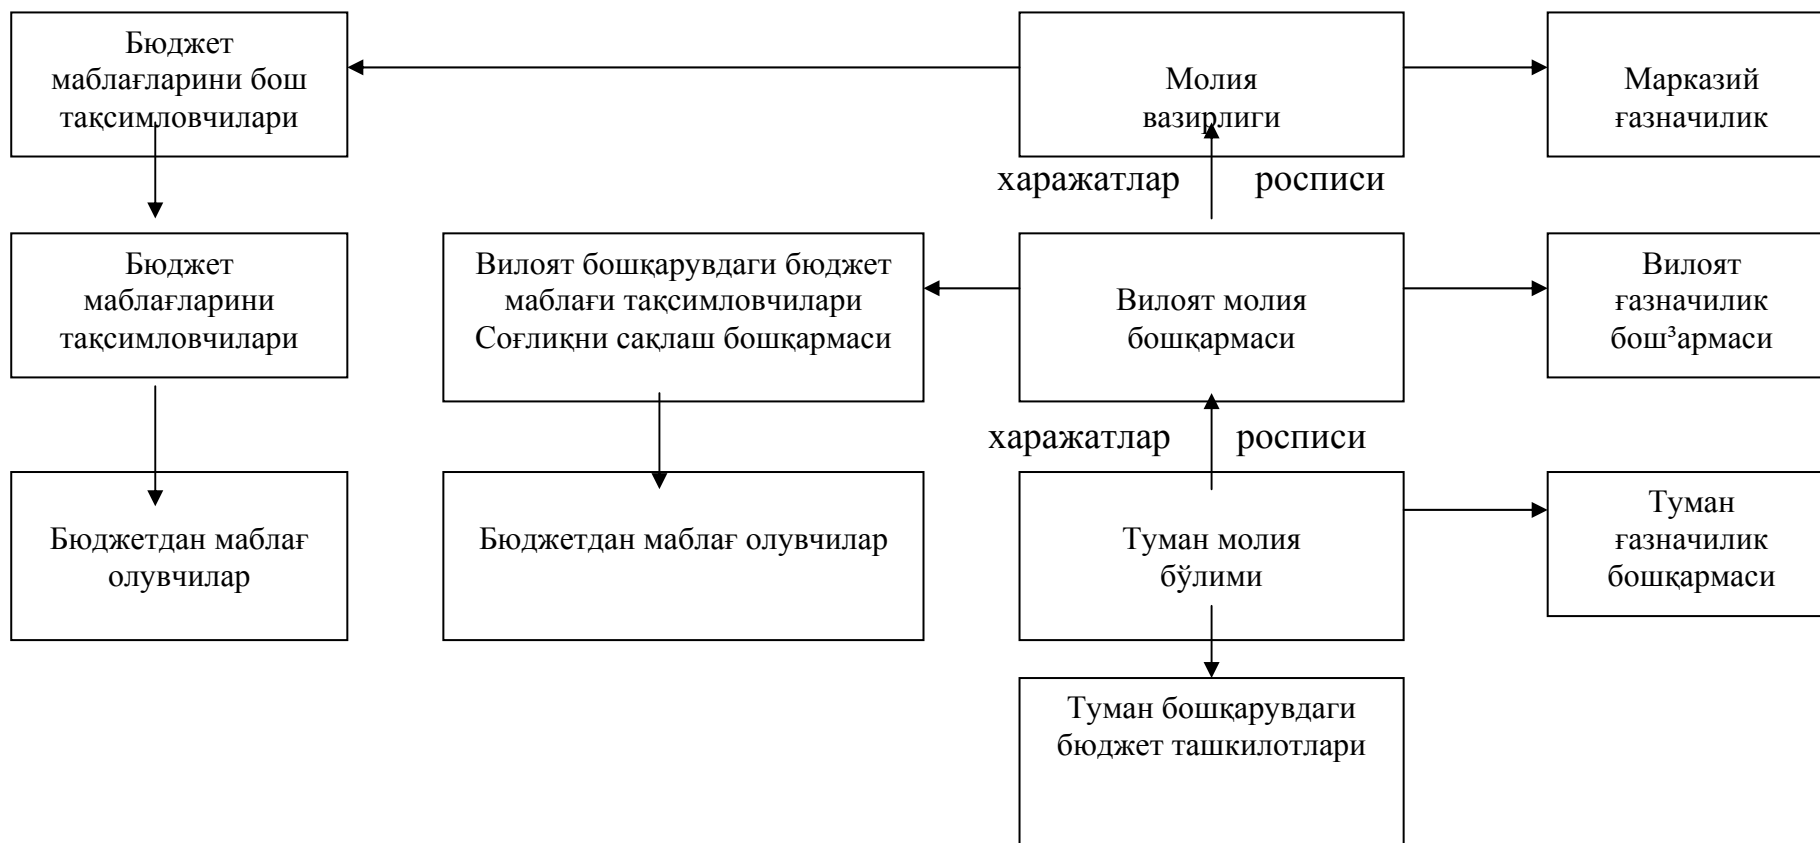 Бюджет
маблағларини бош
тақсимловчилари
Молия
вазирлиги
Марказий
ғазначилик
харажатлар росписи
Бюджет
маблағларини
тақсимловчилари
Вилоят бошқарувдаги бюджет
маблағи тақсимловчилари
Соғлиқни сақлаш бошқармаси
Вилоят молия
бошқармаси
Вилоят
ғазначилик
бош³армаси
харажатлар росписи
Бюджетдан маблағ
олувчилар
Бюджетдан маблағ олувчилар
Туман молия
бўлими
Туман
ғазначилик
бошқармаси
Туман бошқарувдаги
бюджет ташкилотлари